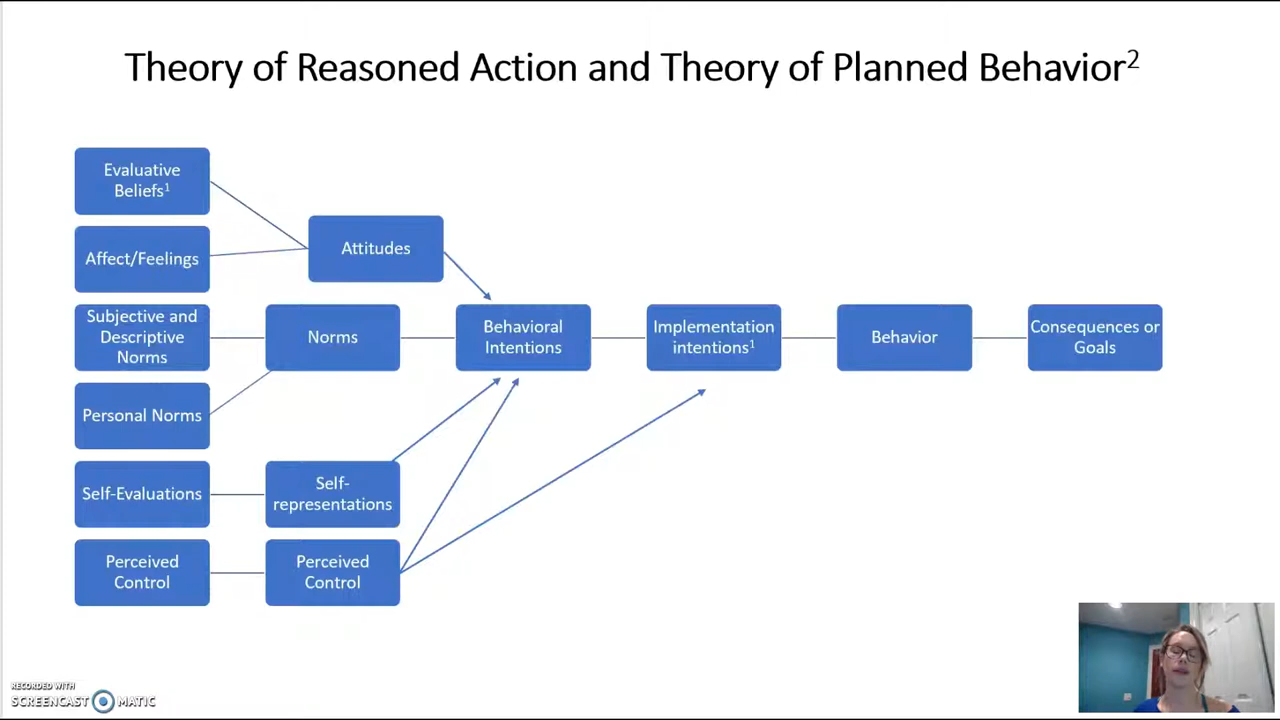 Theory of Reasoned Action and Theory of Planned Behavior²
Evaluative
Beliefs¹
Affect/Feelings
Attitudes
Subjective and
Descriptive
Norms
Norms
Behavioral
Intentions
Implementation
intentions¹
Behavior
Consequences or
Goals
Personal Norms
Self-Evaluations
Self-
representations
Perceived
Control
Perceived
Control
RECORDED WITH
SCREENCAST MATIC